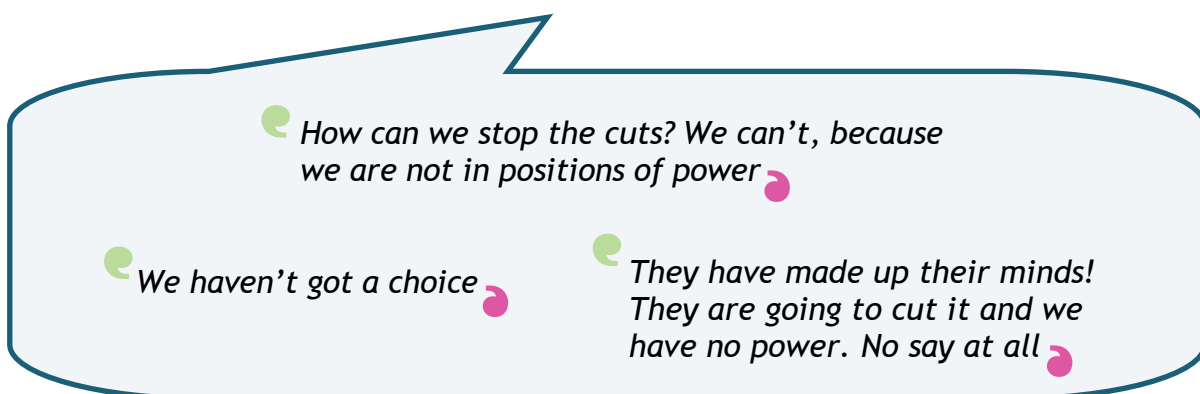 How can we stop the cuts? We can’t, because
we are not in positions of power
We haven’t got a choice
They have made up their minds!
They are going to cut it and we
have no power. No say at all